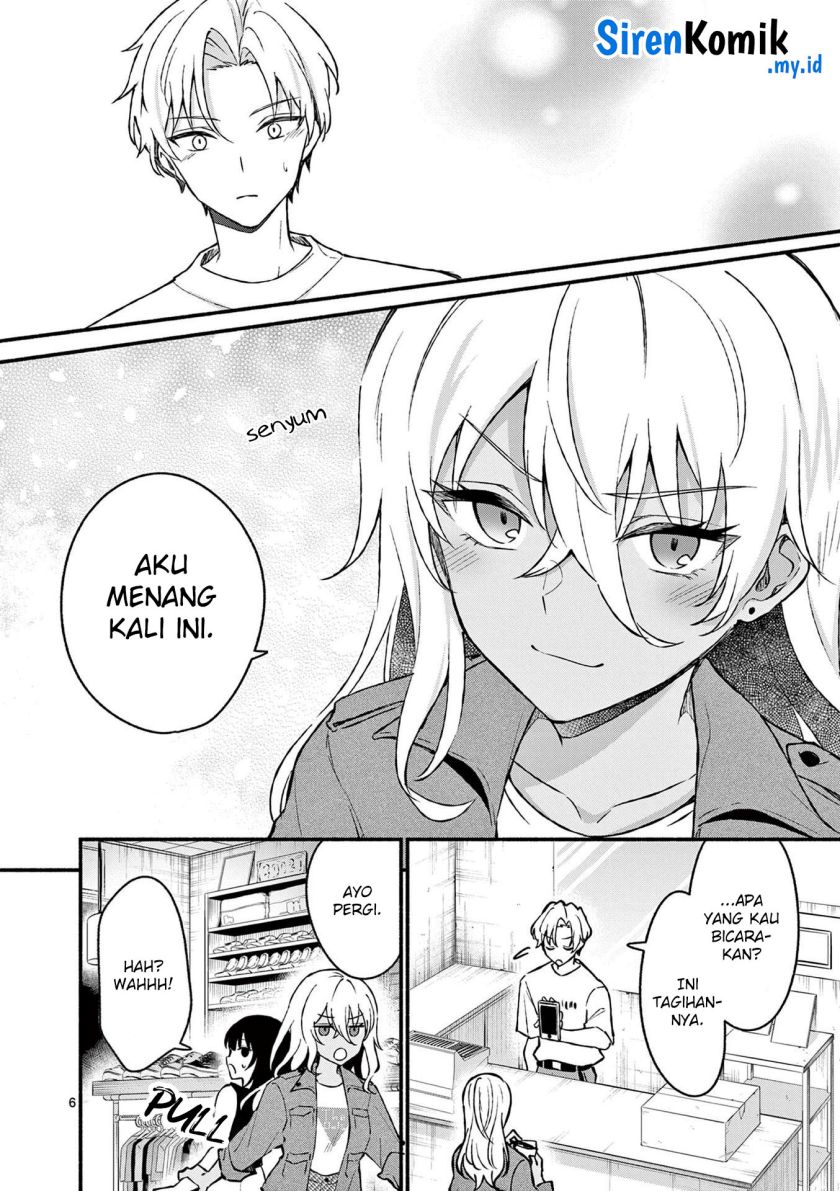 SirenKomik
.my.id
senyum
AKU
MENANG
KALI INI.
...APA
YANG KAU
BICARA-
KAN?
INI
TAGIHAN-
NYA.
AYO
PERGI.
HAH?
WAHHH!
PULL
6